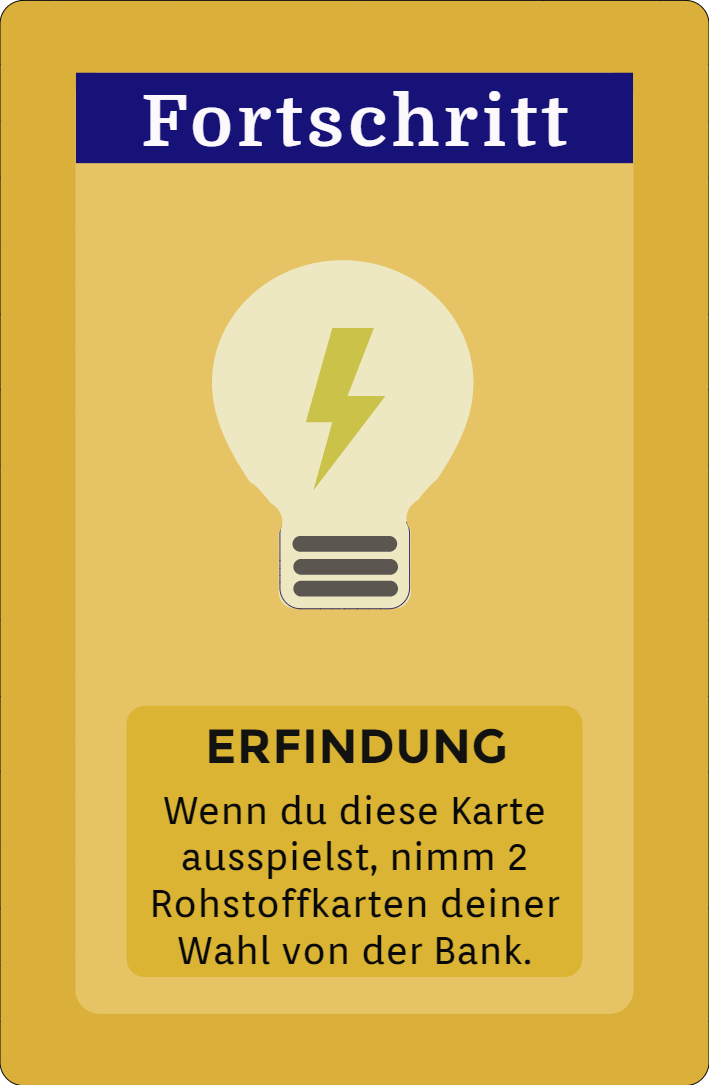 Fortschritt
ERFINDUNG
Wenn du diese Karte
ausspielst, nimm 2
Rohstoffkarten deiner
Wahl von der Bank.